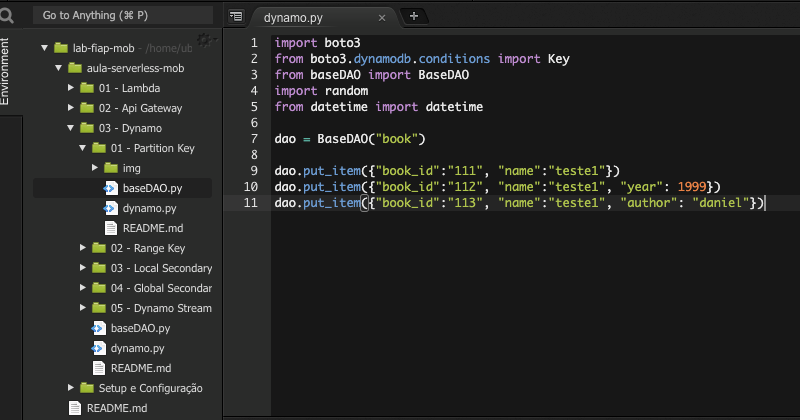 Go to Anything (⌘ P)
Environment
lab-fiap-mob - /home/ub
aula-serverless-mob
01 - Lambda
02 - Api Gateway
03 - Dynamo
01 - Partition Key
img
baseDAO.py
dynamo.py
README.md
02 - Range Key
03 - Local Secondary
04 - Global Secondar
05 - Dynamo Stream
baseDAO.py
dynamo.py
README.md
Setup e Configuração
README.md
dynamo.py ×
1 import boto3
2 from boto3.dynamodb.conditions import Key
3 from baseDAO import BaseDAO
4 import random
5 from datetime import datetime
6
7 dao = BaseDAO("book")
8
9 dao.put_item({"book_id":"111", "name":"teste1"})
10 dao.put_item({"book_id":"112", "name":"teste1", "year": 1999})
11 dao.put_item({"book_id":"113", "name":"teste1", "author": "daniel"})